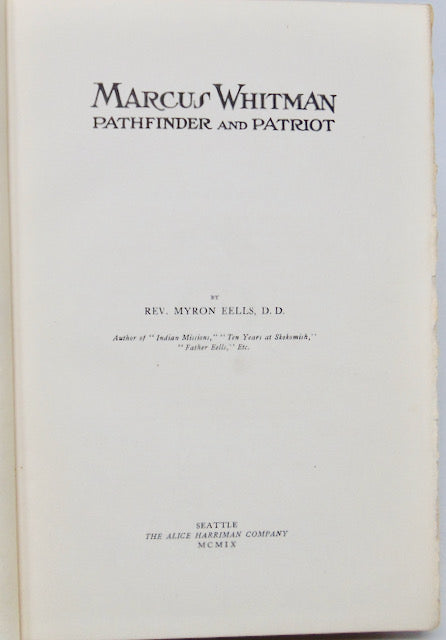 MARCUS WHITMAN
PATHFINDER AND PATRIOT
BY
REV. MYRON EELLS, D. D.
Author of "Indian Missions," "Ten Years at Skokomish,"
"Father Eells," Etc.
SEATTLE
THE ALICE HARRIMAN COMPANY
MCMIX